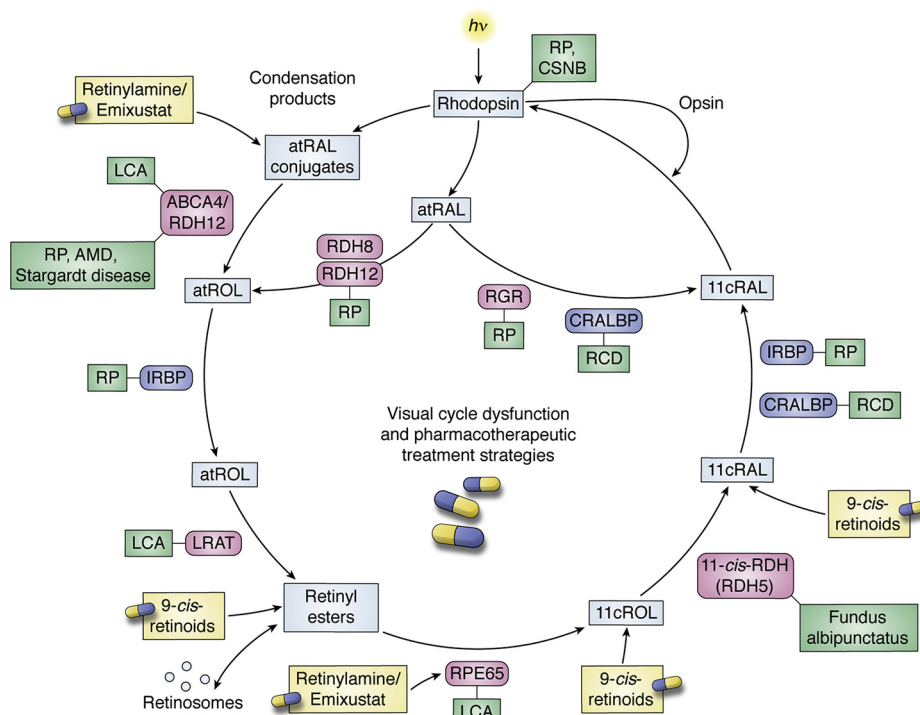 hν
RP,
CSNB
Retinylamine/
Emixustat
Condensation
products
Rhodopsin
Opsin
atRAL
conjugates
LCA
ABCA4/
RDH12
RP, AMD,
Stargardt disease
atRAL
RDH8
RDH12
RP
atROL
RGR
RP
CRALBP
RCD
11cRAL
IRBP
RP
CRALBP
RCD
RP
IRBP
Visual cycle dysfunction
and pharmacotherapeutic
treatment strategies
atROL
11cRAL
9-cis-
retinoids
LCA
LRAT
11-cis-RDH
(RDH5)
Fundus
albipunctatus
9-cis-
retinoids
Retinyl
esters
11cROL
Retinosomes
Retinylamine/
Emixustat
RPE65
LCA
9-cis-
retinoids